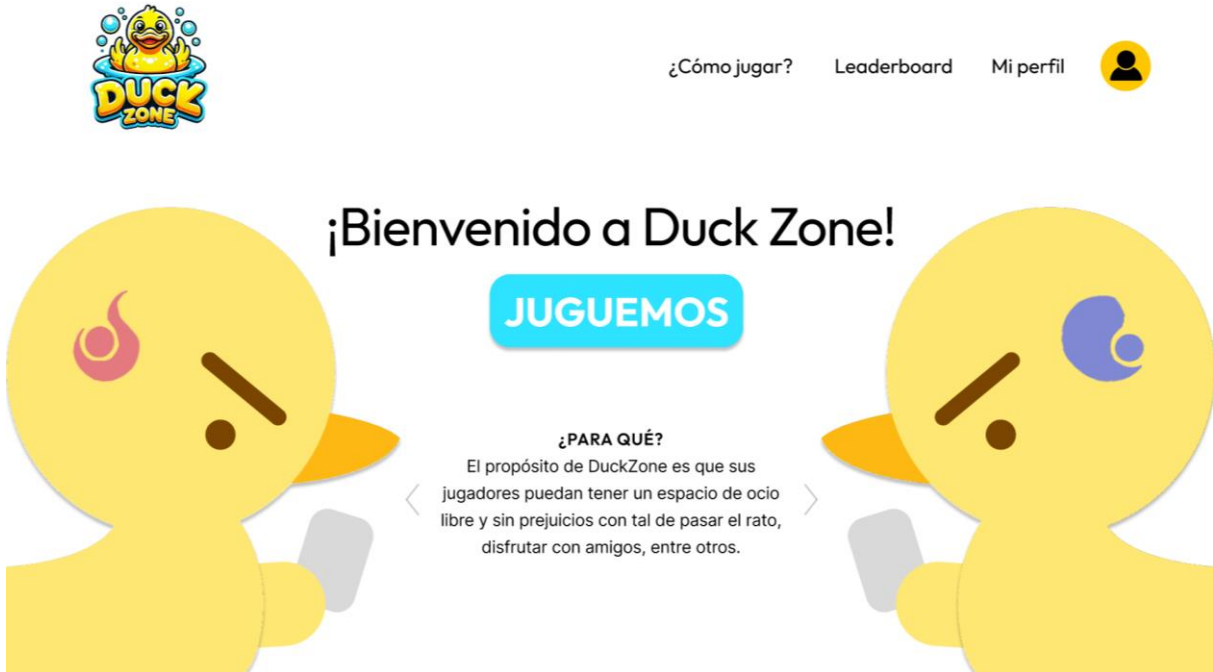 DUCK
ZONE
¿Cómo jugar? Leaderboard Mi perfil
¡Bienvenido a Duck Zone!
JUGUEMOS
¿PARA QUÉ?
El propósito de DuckZone es que sus
jugadores puedan tener un espacio de ocio
libre y sin prejuicios con tal de pasar el rato,
disfrutar con amigos, entre otros.